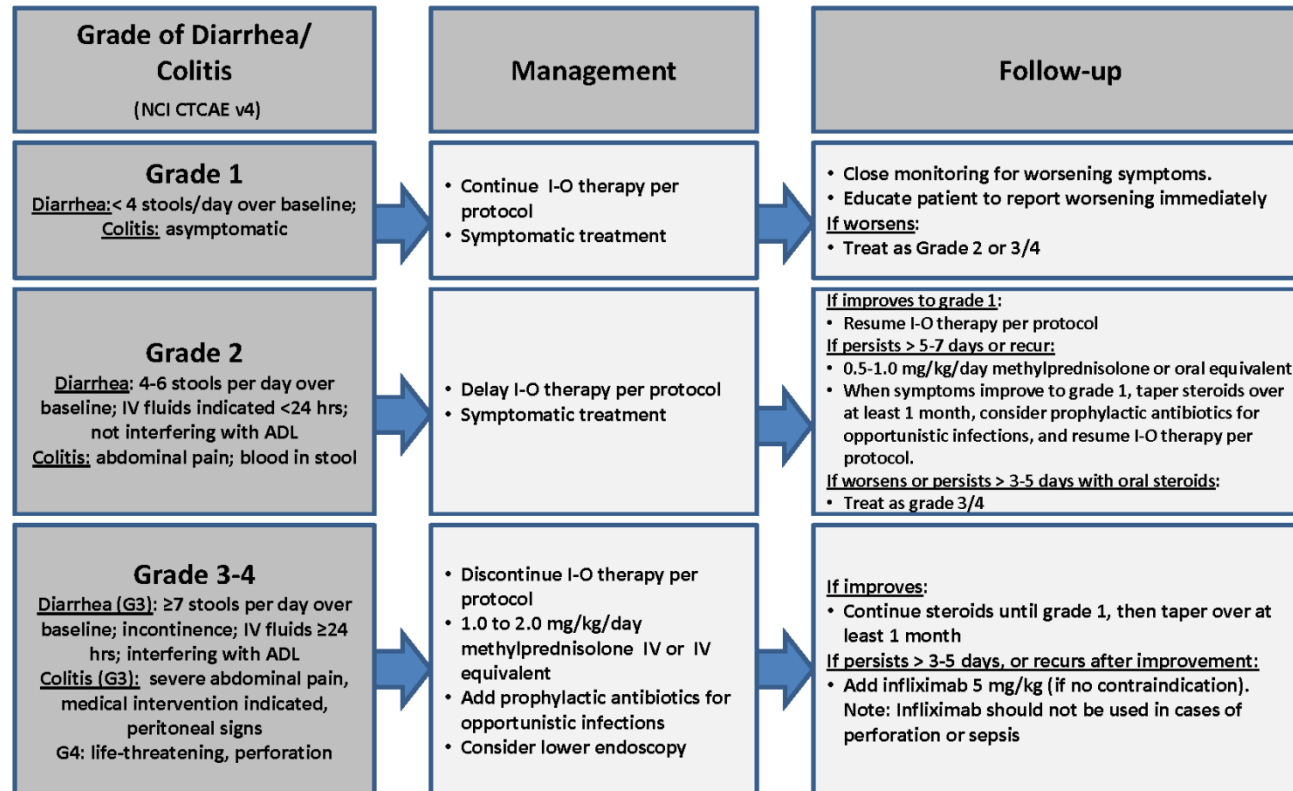 Grade of Diarrhea/
Colitis
(NCI CTCAE v4)
Management
Follow-up
Grade 1
Diarrhea:< 4 stools/day over baseline;
Colitis: asymptomatic
• Continue I-O therapy per
protocol
• Symptomatic treatment
• Close monitoring for worsening symptoms.
• Educate patient to report worsening immediately
If worsens:
• Treat as Grade 2 or 3/4
Grade 2
Diarrhea: 4-6 stools per day over
baseline; IV fluids indicated <24 hrs;
not interfering with ADL
Colitis: abdominal pain; blood in stool
• Delay I-O therapy per protocol
• Symptomatic treatment
If improves to grade 1:
• Resume I-O therapy per protocol
If persists > 5-7 days or recur:
• 0.5-1.0 mg/kg/day methylprednisolone or oral equivalent
• When symptoms improve to grade 1, taper steroids over
at least 1 month, consider prophylactic antibiotics for
opportunistic infections, and resume I-O therapy per
protocol.
If worsens or persists > 3-5 days with oral steroids:
• Treat as grade 3/4
Grade 3-4
Diarrhea (G3): ≥7 stools per day over
baseline; incontinence; IV fluids ≥24
hrs; interfering with ADL
Colitis (G3): severe abdominal pain,
medical intervention indicated,
peritoneal signs
G4: life-threatening, perforation
• Discontinue I-O therapy per
protocol
• 1.0 to 2.0 mg/kg/day
methylprednisolone IV or IV
equivalent
• Add prophylactic antibiotics for
opportunistic infections
• Consider lower endoscopy
If improves:
• Continue steroids until grade 1, then taper over at
least 1 month
If persists > 3-5 days, or recurs after improvement:
• Add infliximab 5 mg/kg (if no contraindication).
Note: Infliximab should not be used in cases of
perforation or sepsis